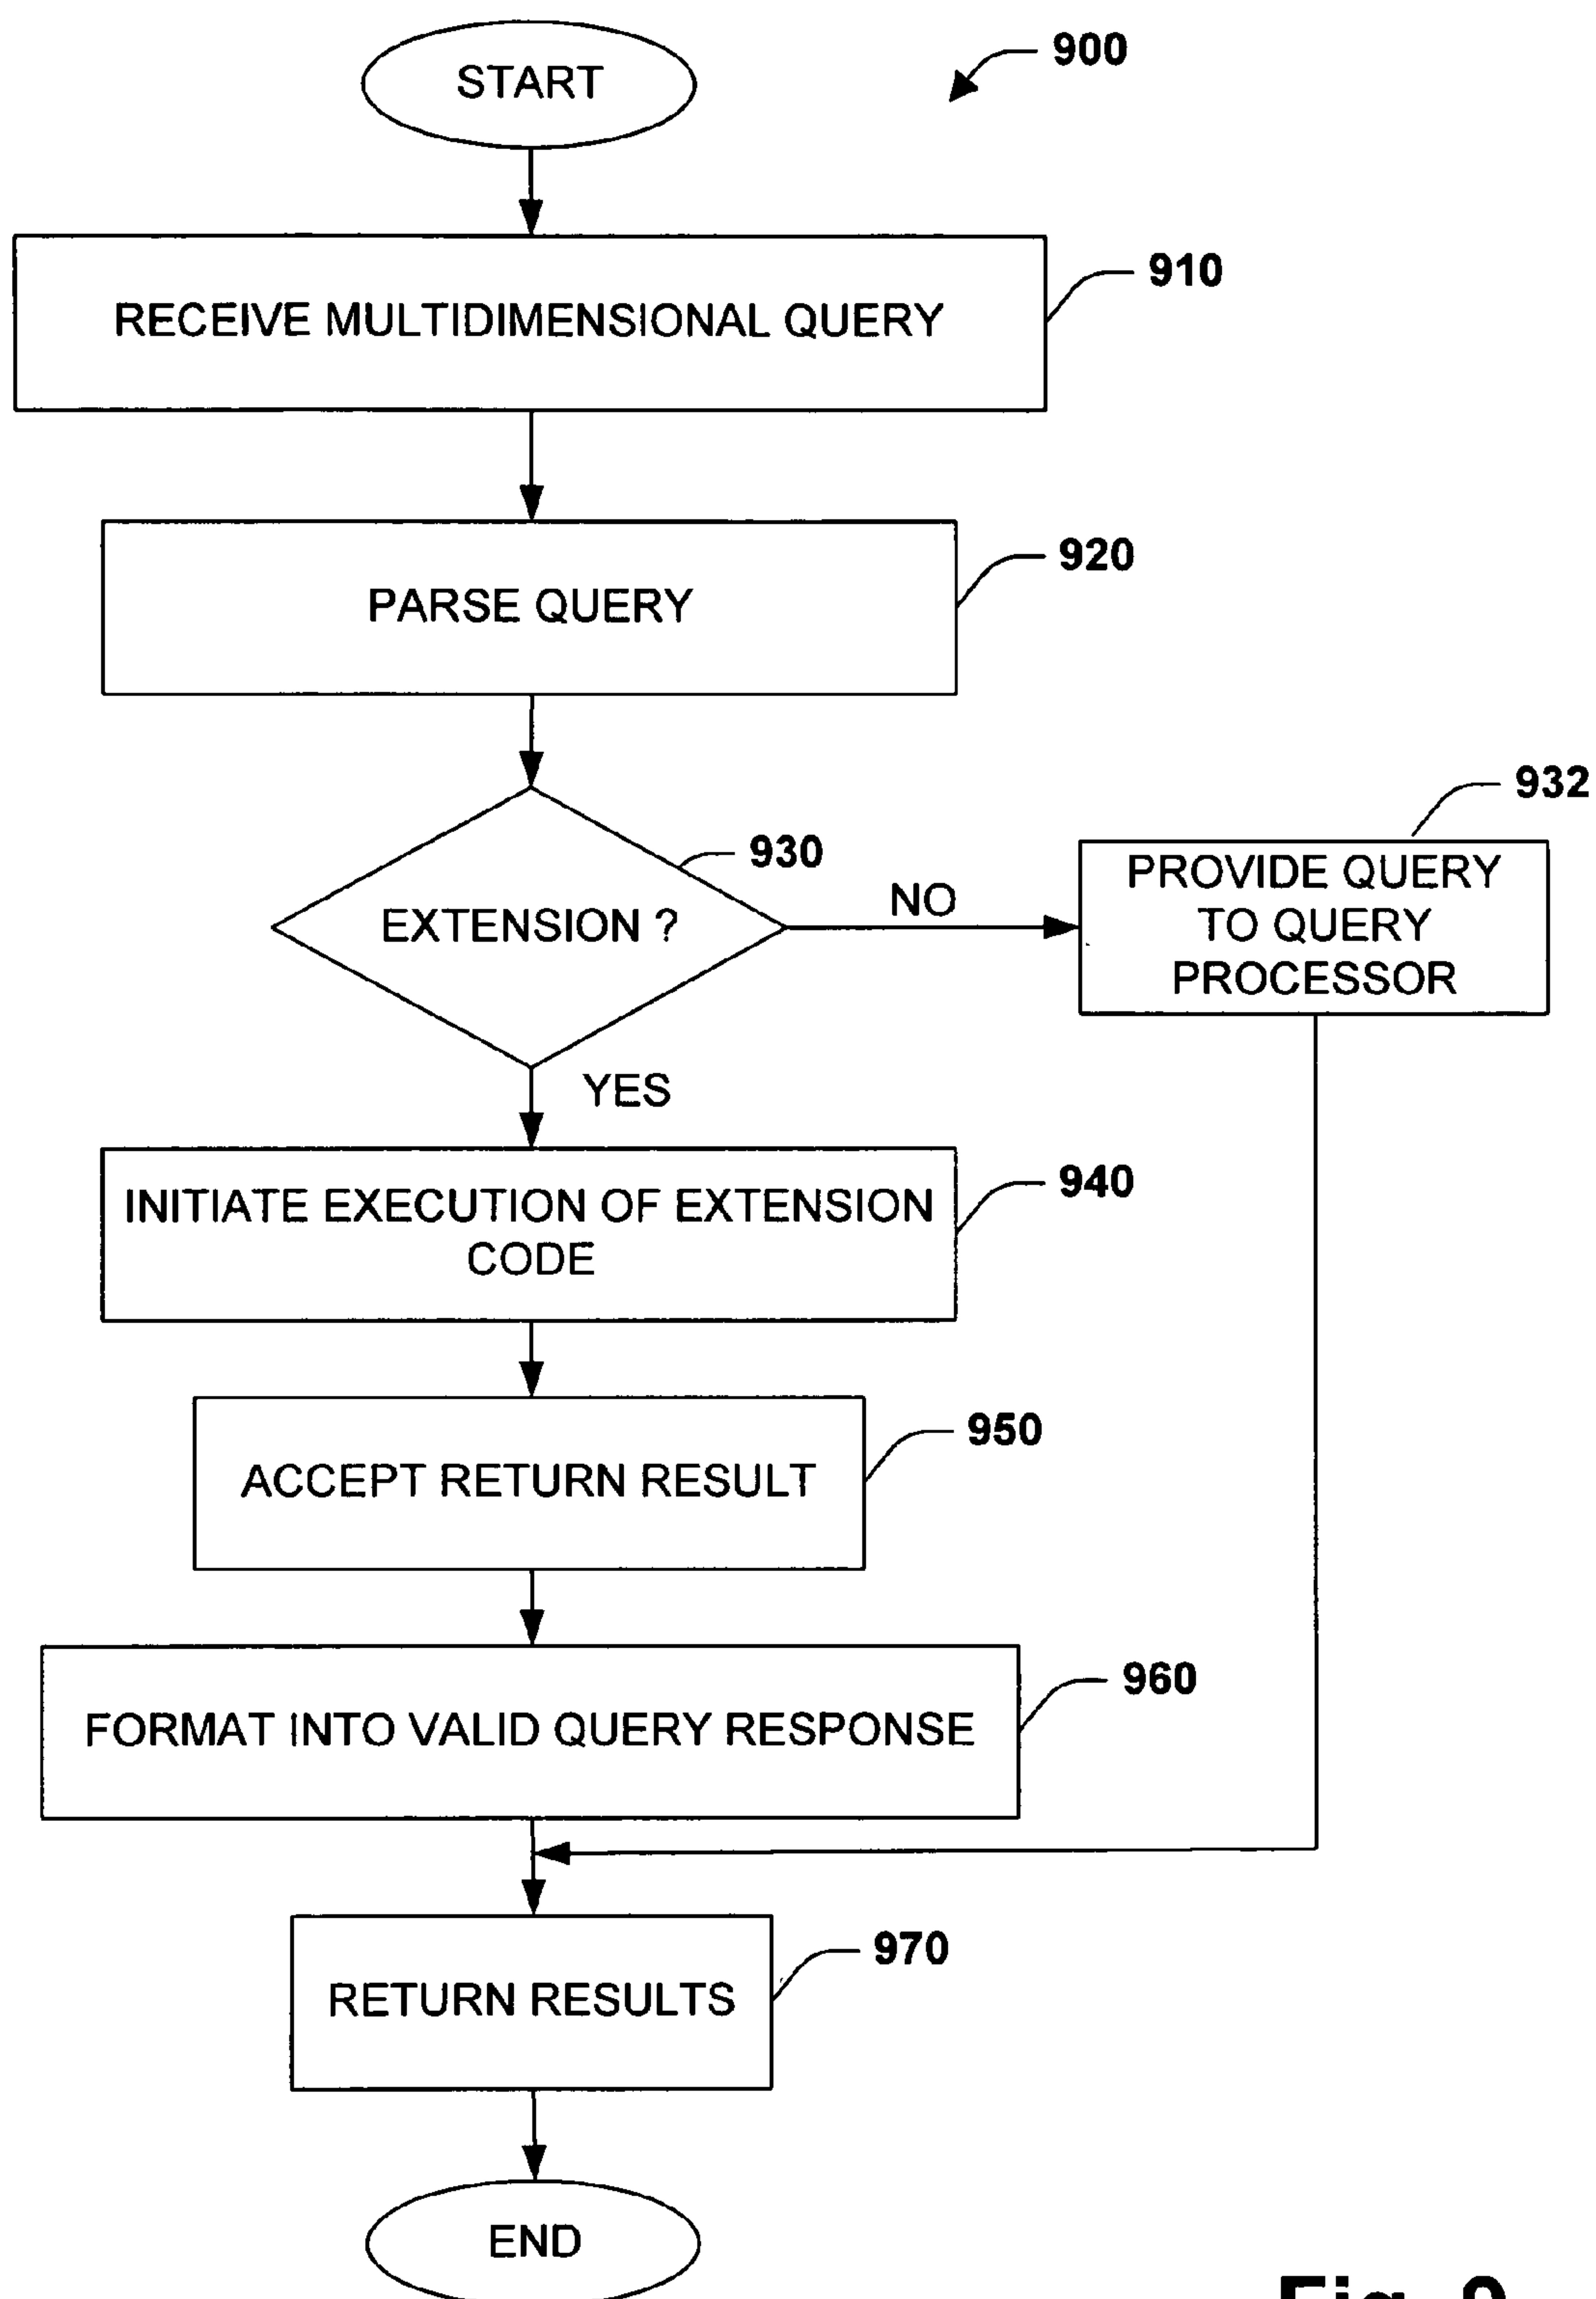 START
900
RECEIVE MULTIDIMENSIONAL QUERY
910
PARSE QUERY
920
EXTENSION ?
930
NO
932
PROVIDE QUERY
TO QUERY
PROCESSOR
YES
INITIATE EXECUTION OF EXTENSION
CODE
940
ACCEPT RETURN RESULT
950
FORMAT INTO VALID QUERY RESPONSE
960
RETURN RESULTS
970
END